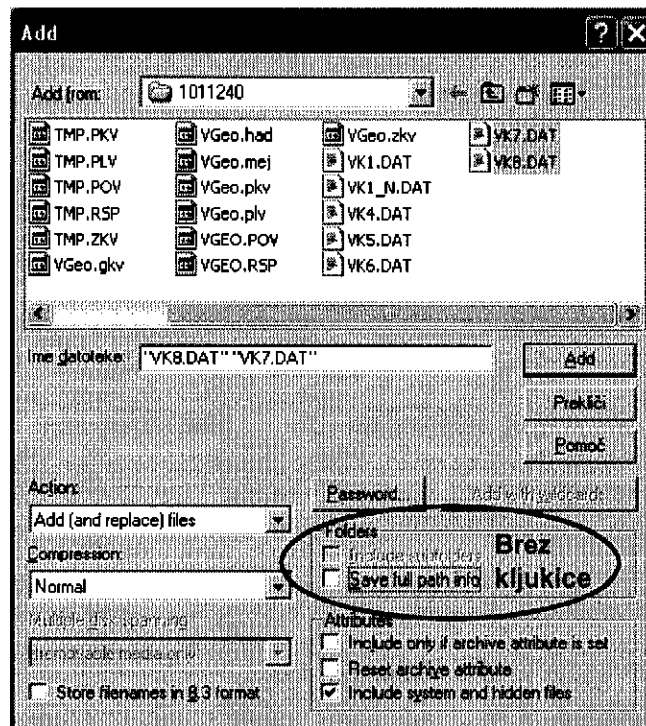 Add
Add from: 1011240
TMP.PKV VGeo.had VGeo.zkv VK7.DAT
TMP.PLV VGeo.mej VK1.DAT VK8.DAT
TMP.POV VGeo.pkv VK1_N.DAT
TMP.RSP VGeo.plv VK4.DAT
TMP.ZKV VGEO.POV VK5.DAT
VGeo.gkv VGEO.RSP VK6.DAT
Ime datoteke: "VK8.DAT" "VK7.DAT"
Add
Prekliči
Pomoč
Action:
Password... Add with wildcards
Add (and replace) files
Folders
Compression:
Include subfolders Brez
Normal
Save full path info kljukice
Multiple disk spanning
Attributes
Removable media only
Include only if archive attribute is set
Reset archive attribute
Store filenames in 8.3 format
Include system and hidden files